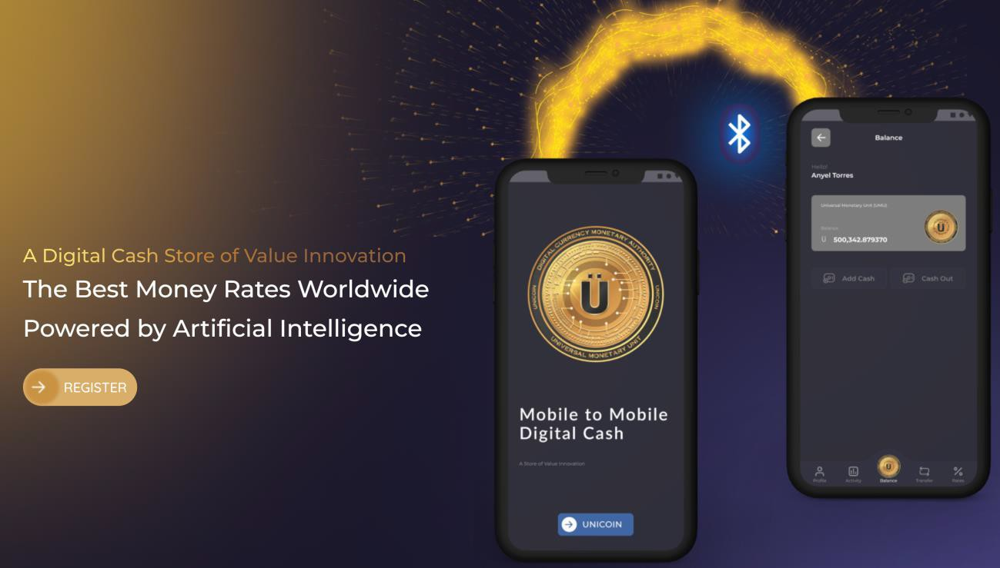 A Digital Cash Store of Value Innovation
The Best Money Rates Worldwide
Powered by Artificial Intelligence
REGISTER
DIGITAL CURRENCY MONETARY AUTHORITY
UNICOIN
UNICOIN
UNIVERSAL MONETARY UNIT
Ü
Mobile to Mobile
Digital Cash
A Store of Value Innovation
UNICOIN
Balance
Hello!
Anyel Torres
Universal Monetary Unit (UMU)
Balance
Ü 500,342.879370
Ü
Add Cash
Cash Out
Ü
Profile
Activity
Balance
Transfer
Rates